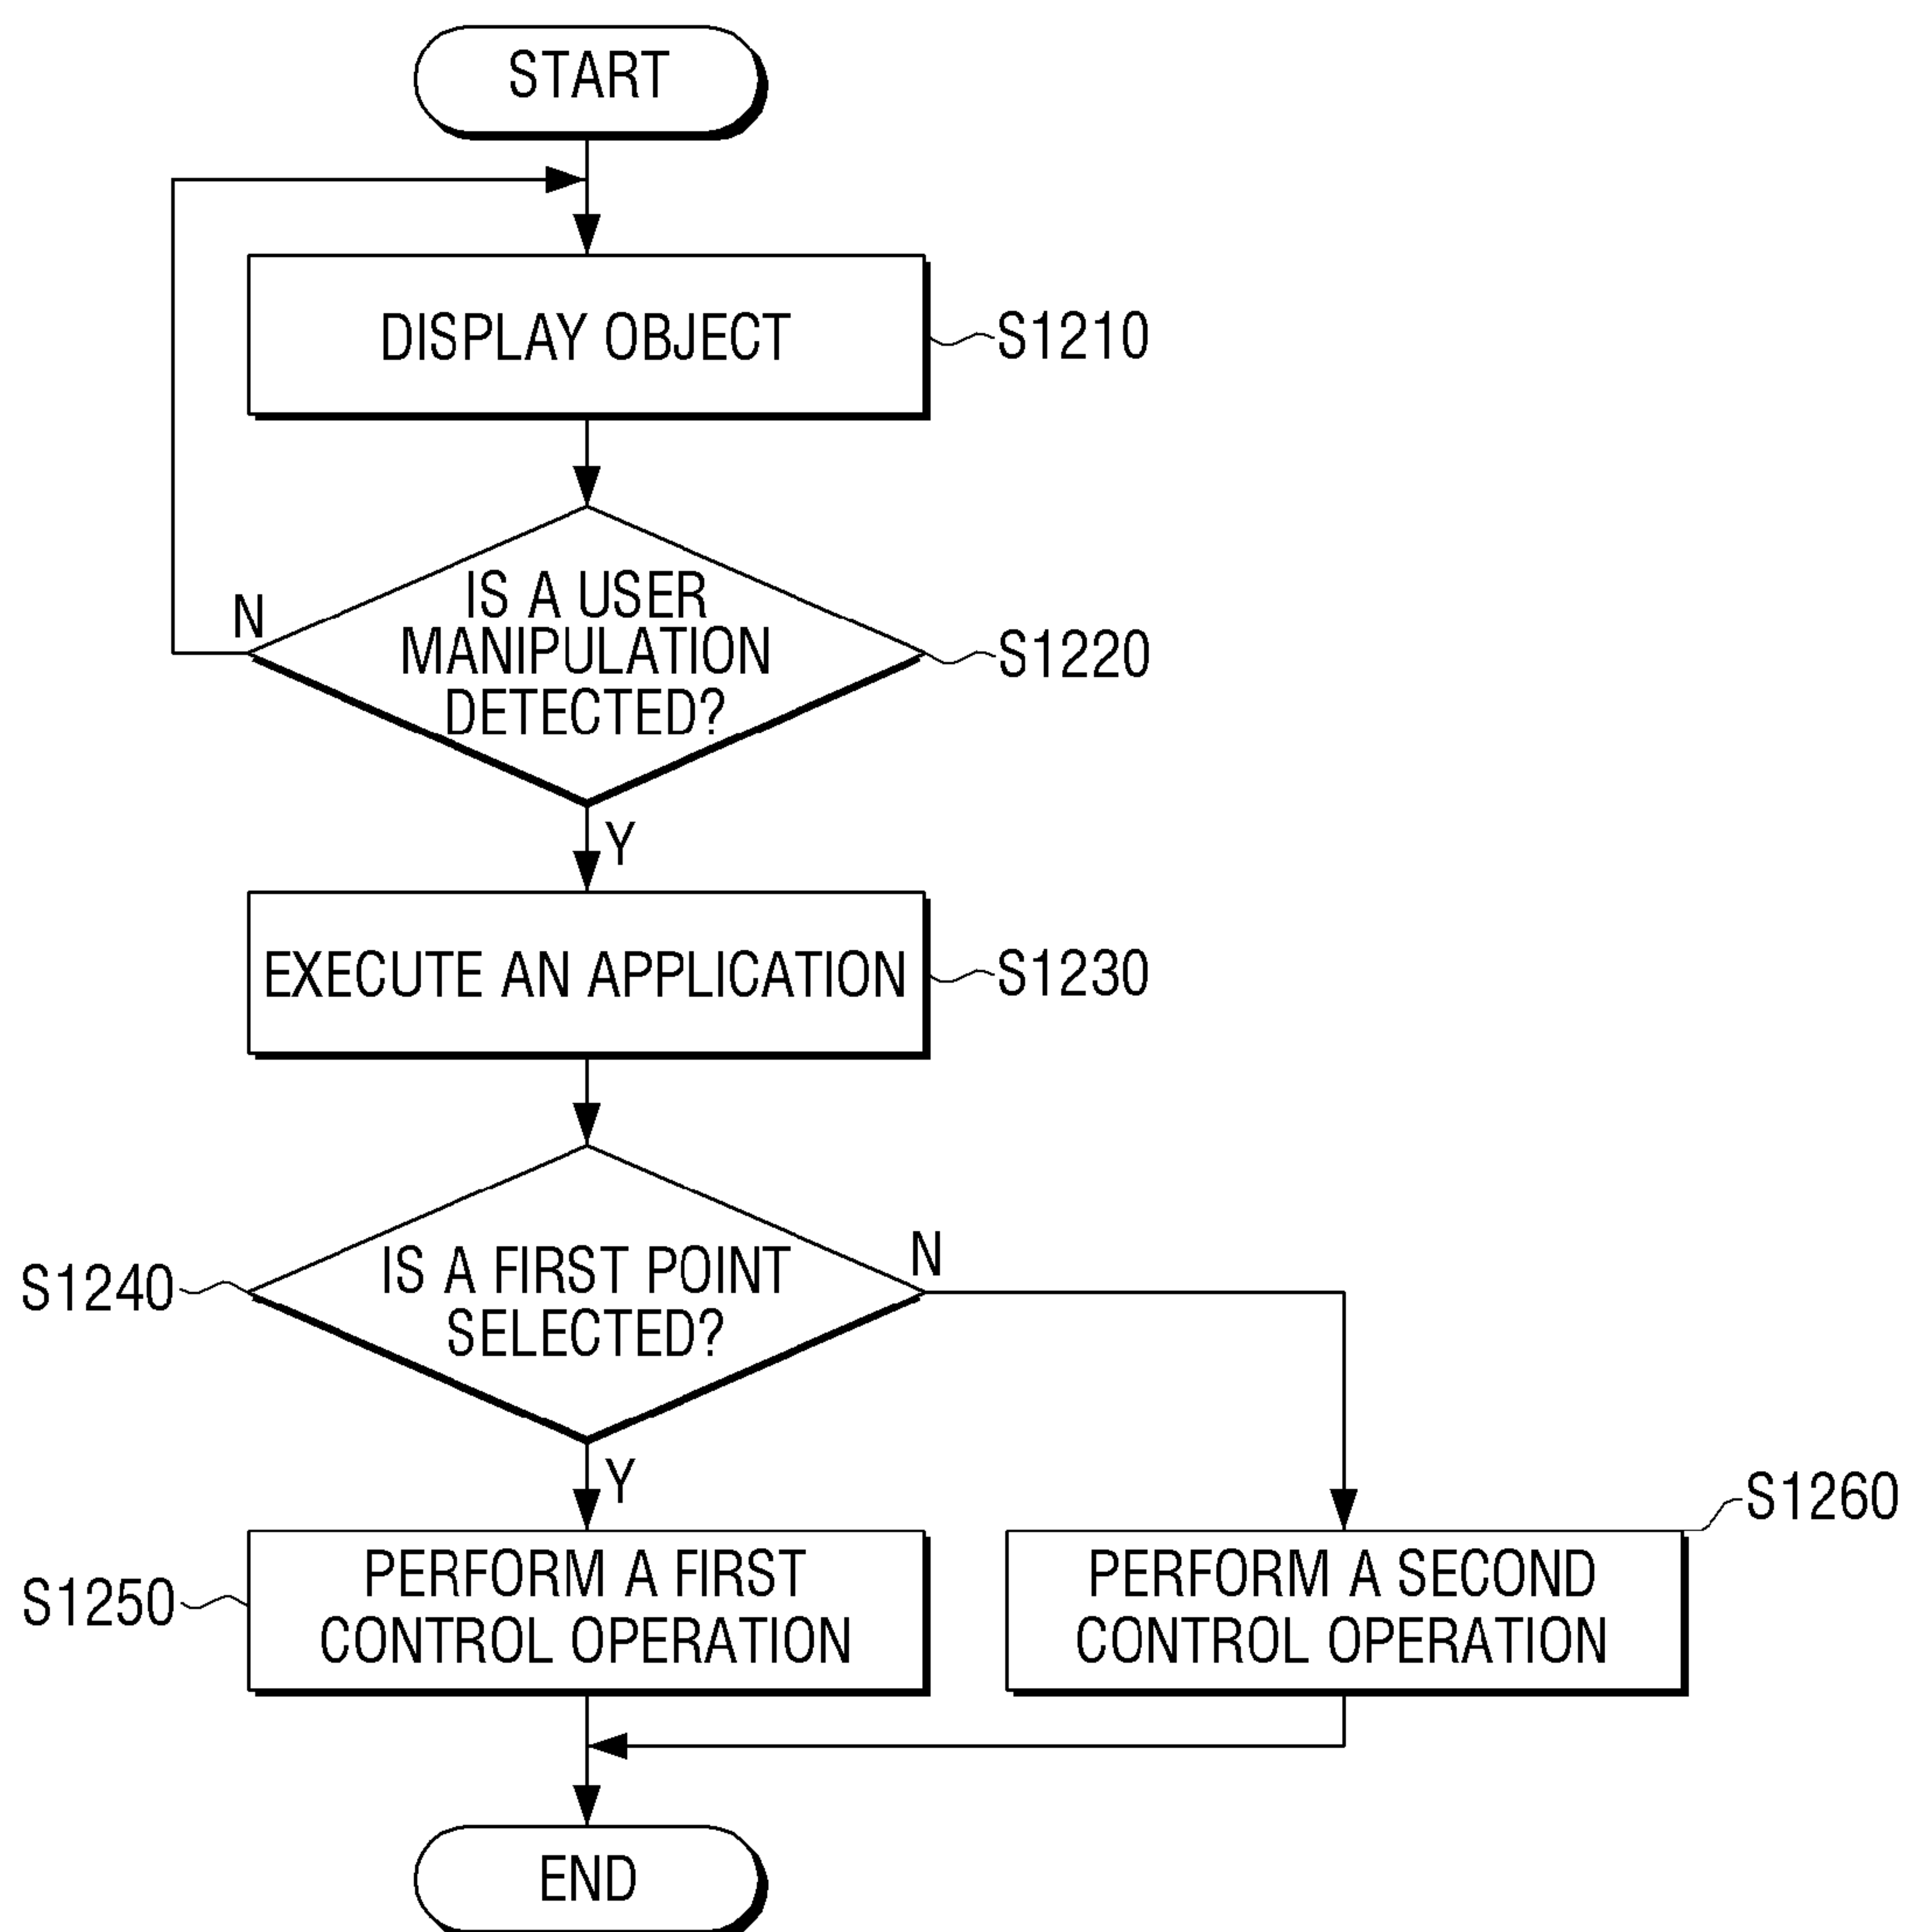 START
DISPLAY OBJECT
S1210
IS A USER
MANIPULATION
DETECTED?
N
S1220
Y
EXECUTE AN APPLICATION
S1230
S1240
IS A FIRST POINT
SELECTED?
N
Y
S1250
PERFORM A FIRST
CONTROL OPERATION
PERFORM A SECOND
CONTROL OPERATION
S1260
END